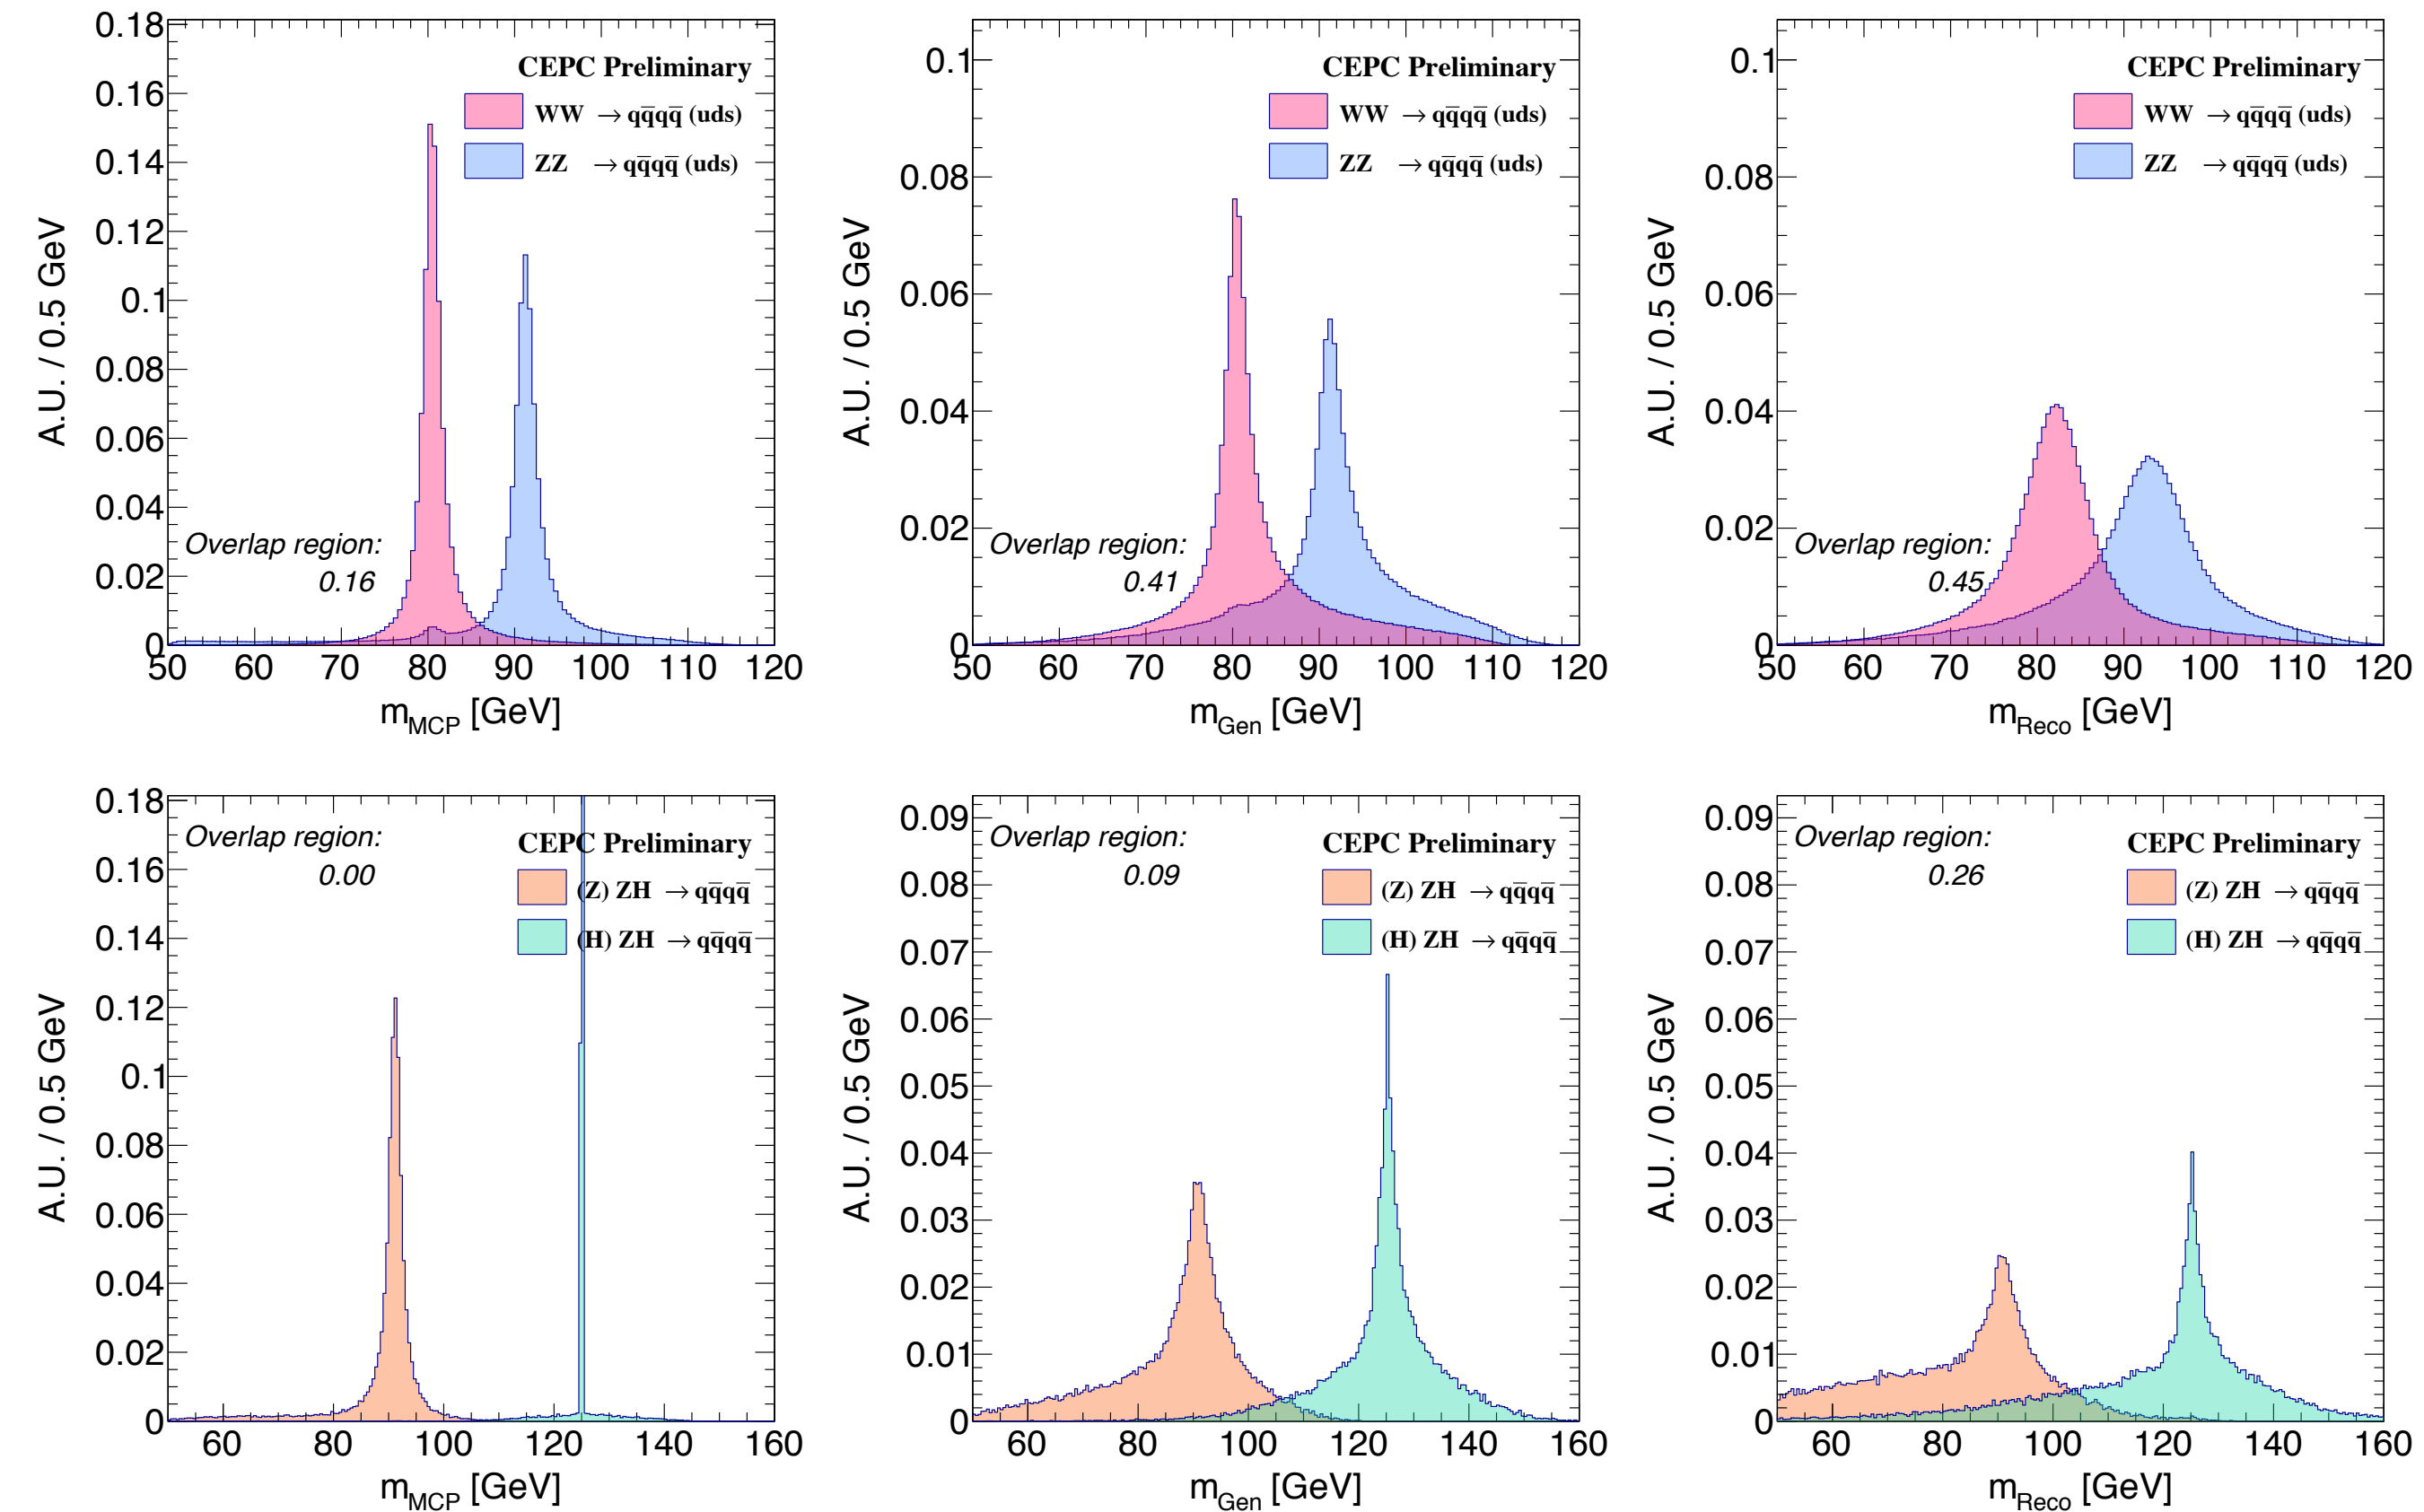 0.18
0.16
0.14
0.12
0.1
0.08
0.06
0.04
0.02
0
A.U. / 0.5 GeV
CEPC Preliminary
WW → qq̅qq̅ (uds)
ZZ → qq̅qq̅ (uds)
Overlap region:
0.16
50 60 70 80 90 100 110 120
m_MCP [GeV]
0.1
0.08
0.06
0.04
0.02
0
A.U. / 0.5 GeV
CEPC Preliminary
WW → qq̅qq̅ (uds)
ZZ → qq̅qq̅ (uds)
Overlap region:
0.41
50 60 70 80 90 100 110 120
m_Gen [GeV]
0.1
0.08
0.06
0.04
0.02
0
A.U. / 0.5 GeV
CEPC Preliminary
WW → qq̅qq̅ (uds)
ZZ → qq̅qq̅ (uds)
Overlap region:
0.45
50 60 70 80 90 100 110 120
m_Reco [GeV]
0.18
0.16
0.14
0.12
0.1
0.08
0.06
0.04
0.02
0
A.U. / 0.5 GeV
Overlap region:
0.00
CEPC Preliminary
(Z) ZH → qq̅qq̅
(H) ZH → qq̅qq̅
60 80 100 120 140 160
m_MCP [GeV]
0.09
0.08
0.07
0.06
0.05
0.04
0.03
0.02
0.01
0
A.U. / 0.5 GeV
Overlap region:
0.09
CEPC Preliminary
(Z) ZH → qq̅qq̅
(H) ZH → qq̅qq̅
60 80 100 120 140 160
m_Gen [GeV]
0.09
0.08
0.07
0.06
0.05
0.04
0.03
0.02
0.01
0
A.U. / 0.5 GeV
Overlap region:
0.26
CEPC Preliminary
(Z) ZH → qq̅qq̅
(H) ZH → qq̅qq̅
60 80 100 120 140 160
m_Reco [GeV]